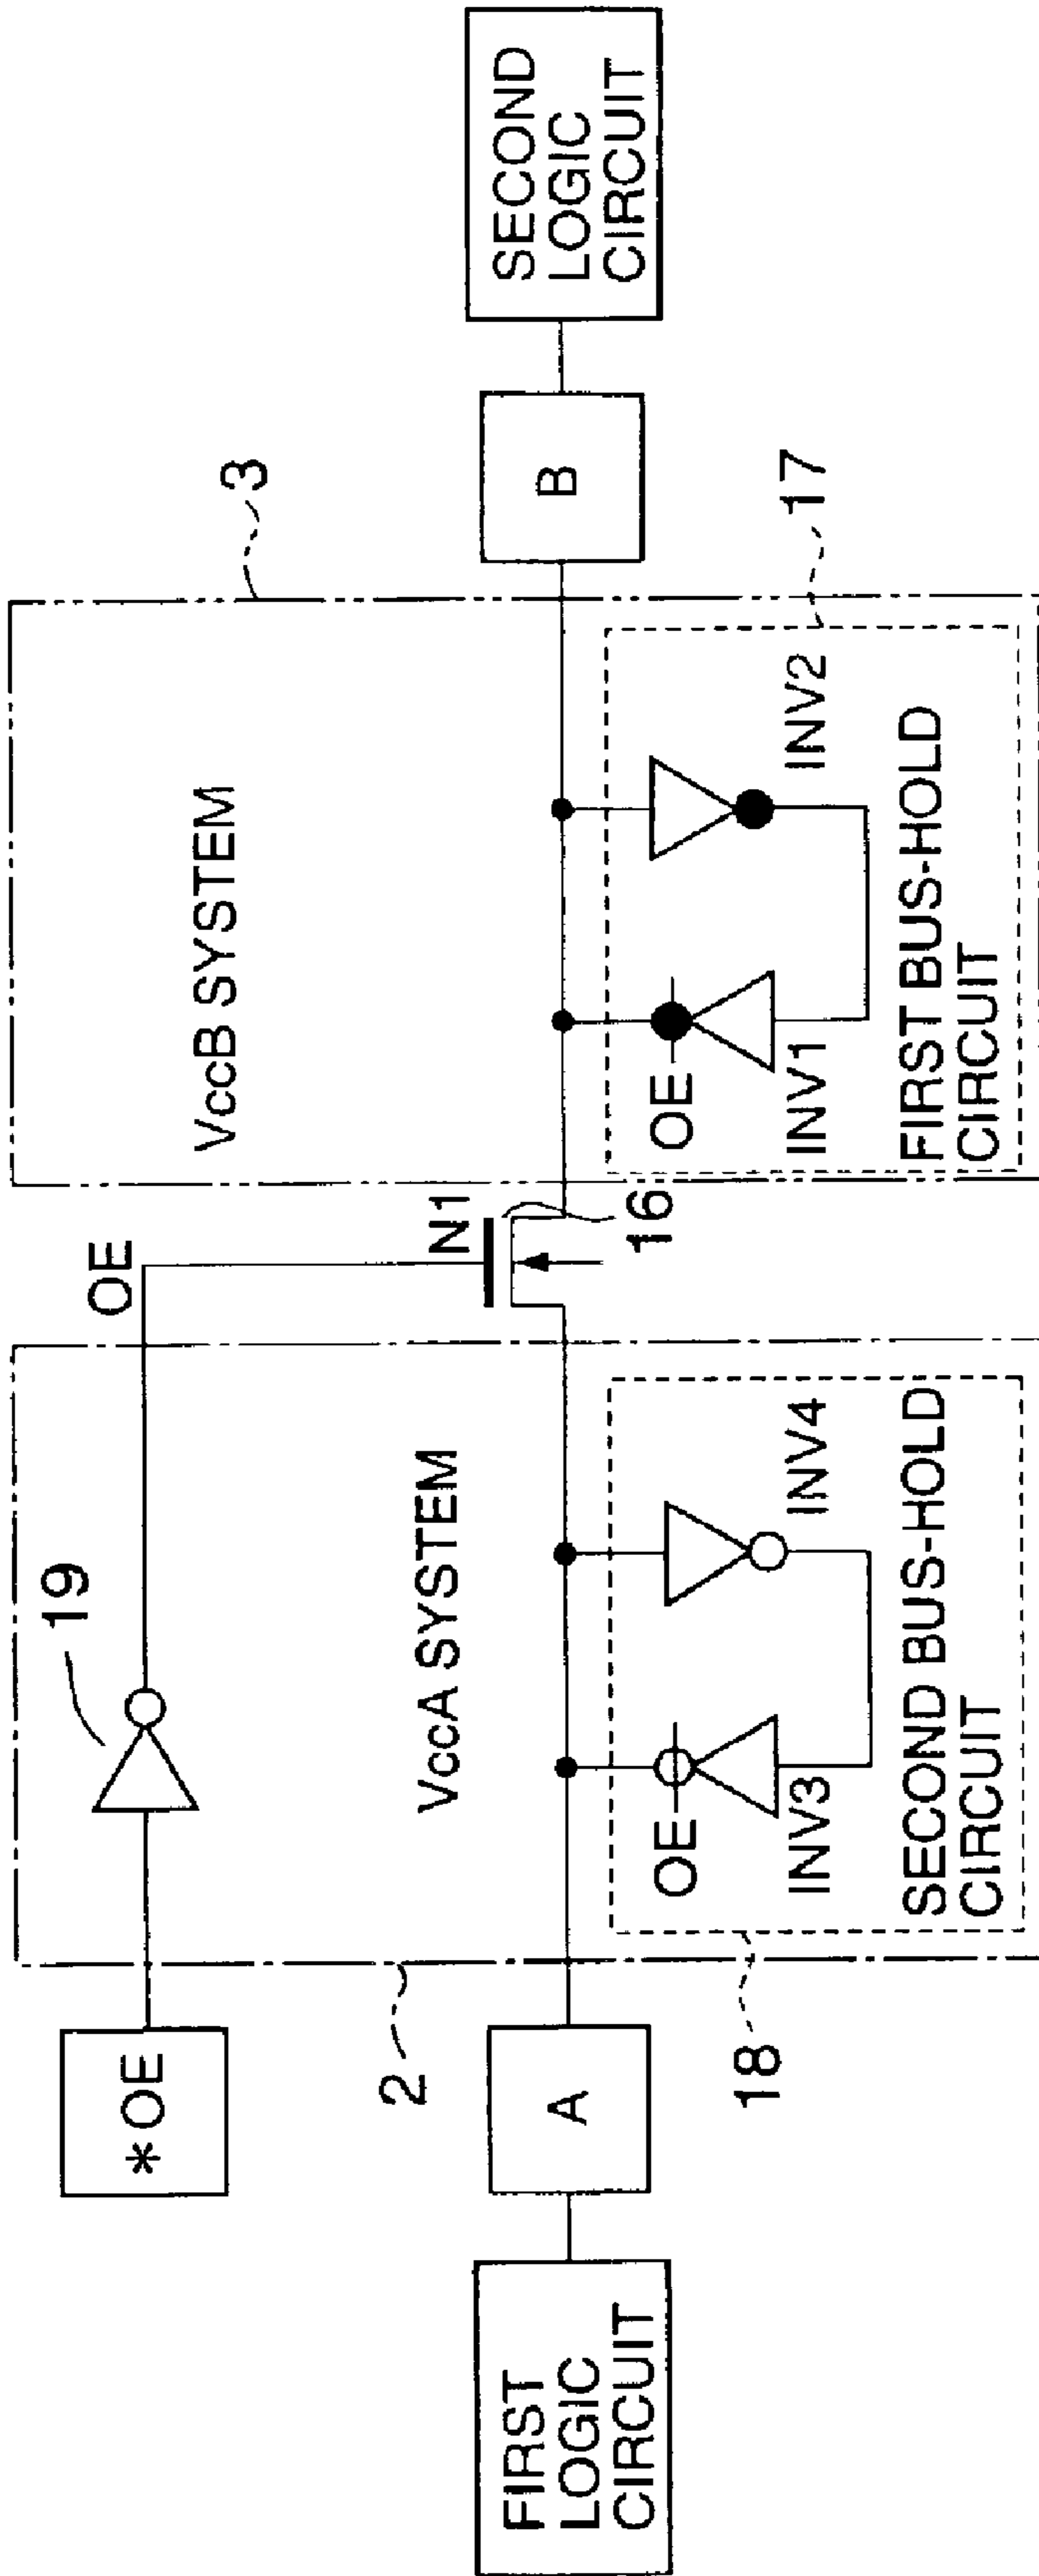 *OE
19
OE
VccA SYSTEM
VccB SYSTEM
3
2
N1
16
FIRST
LOGIC
CIRCUIT
A
B
SECOND
LOGIC
CIRCUIT
18
OE
INV3
INV4
SECOND BUS-HOLD
CIRCUIT
17
OE
INV1
INV2
FIRST BUS-HOLD
CIRCUIT